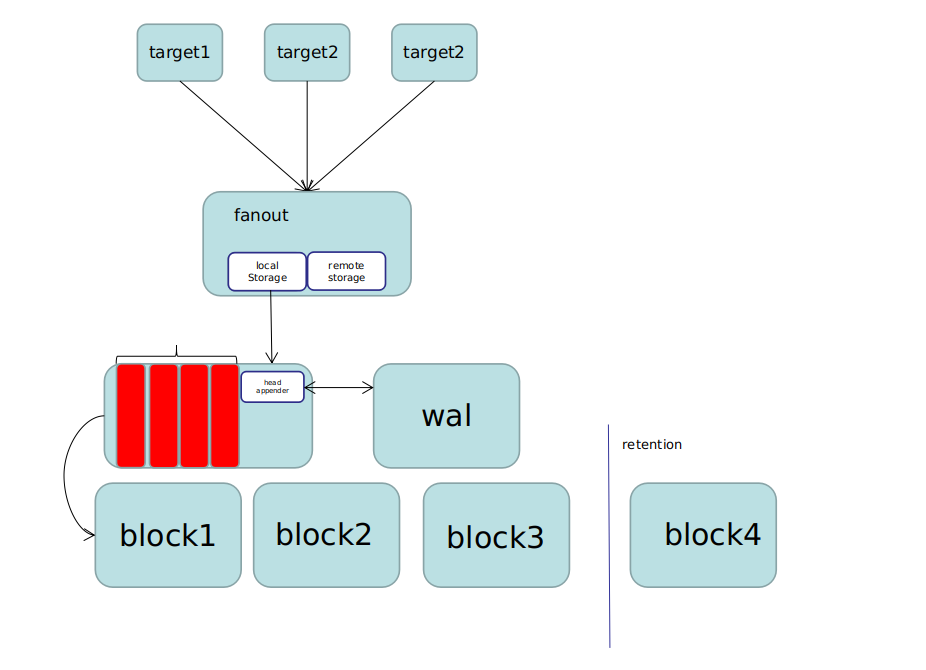 target1
target2
target2
fanout
local
Storage
remote
storage
head
appender
wal
retention
block1
block2
block3
block4